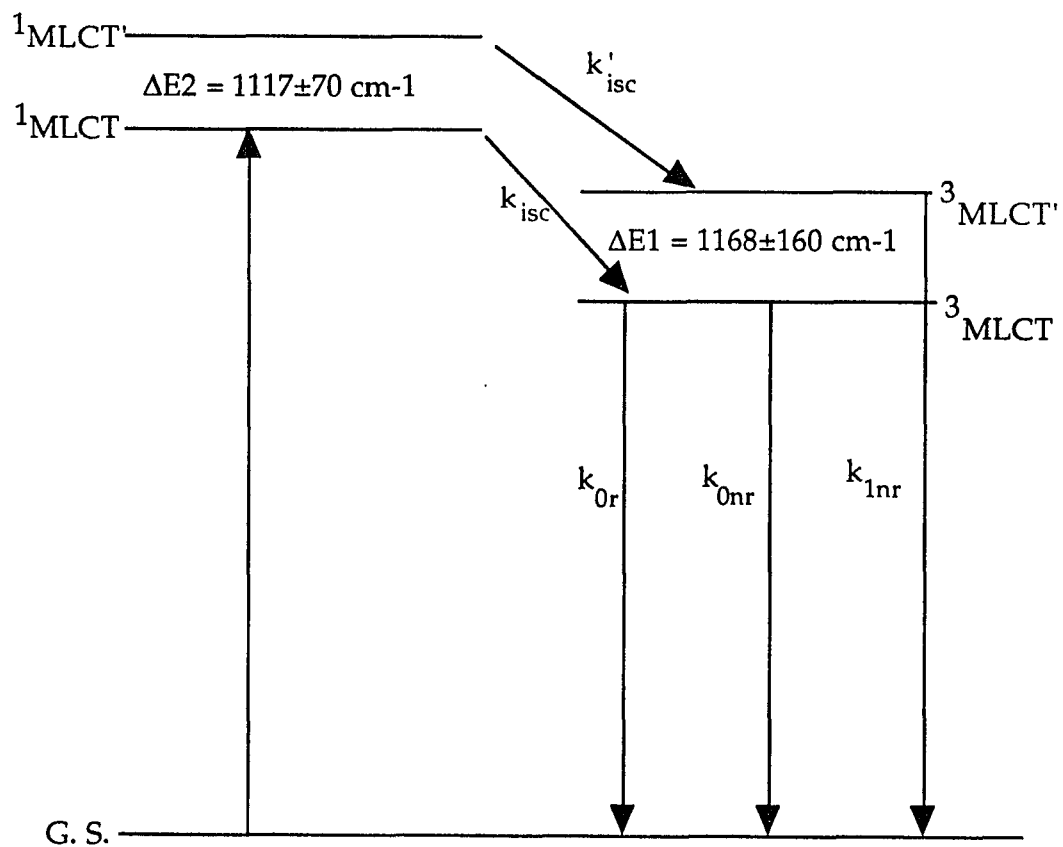 ¹MLCT'
ΔE2 = 1117±70 cm-1
k'isc
¹MLCT
kisc
³MLCT'
ΔE1 = 1168±160 cm-1
³MLCT
k0r
k0nr
k1nr
G. S.